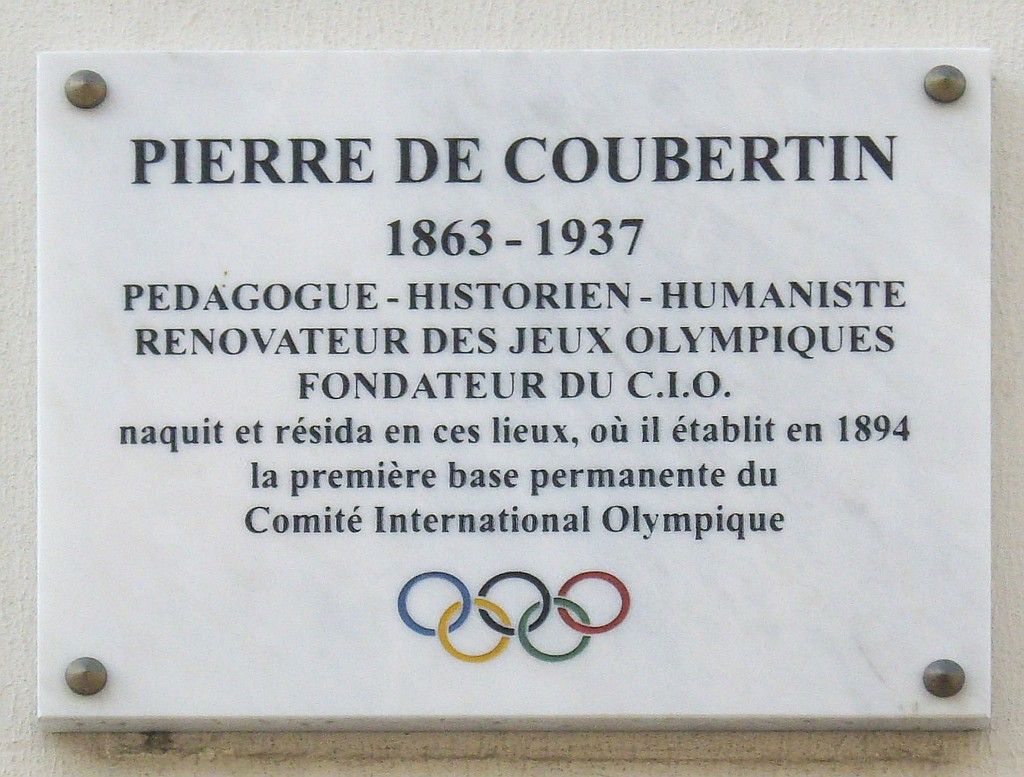 PIERRE DE COUBERTIN
1863 - 1937
PEDAGOGUE - HISTORIEN - HUMANISTE
RENOVATEUR DES JEUX OLYMPIQUES
FONDATEUR DU C.I.O.
naquit et résida en ces lieux, où il établit en 1894
la première base permanente du
Comité International Olympique